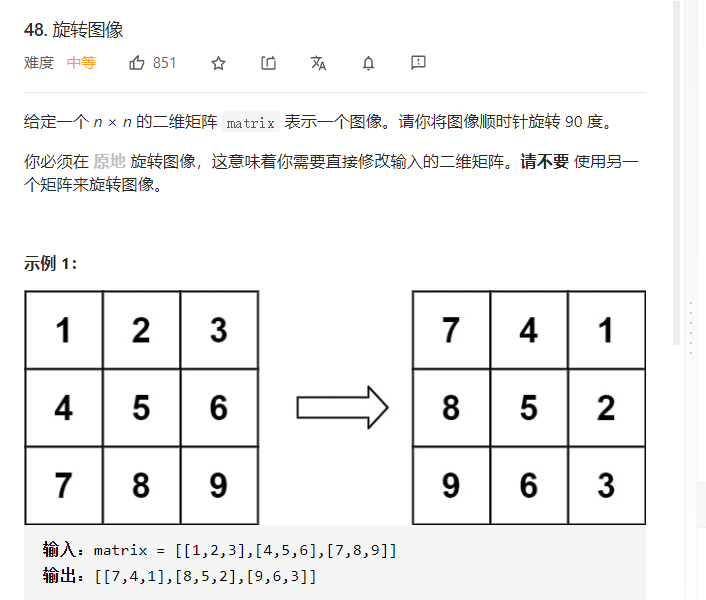 48. 旋转图像
难度 中等 851
给定一个 n × n 的二维矩阵 matrix 表示一个图像。请你将图像顺时针旋转 90 度。
你必须在 原地 旋转图像，这意味着你需要直接修改输入的二维矩阵。请不要 使用另一
个矩阵来旋转图像。
示例 1：
1 2 3 7 4 1
4 5 6 8 5 2
7 8 9 9 6 3
输入：matrix = [[1,2,3],[4,5,6],[7,8,9]]
输出：[[7,4,1],[8,5,2],[9,6,3]]